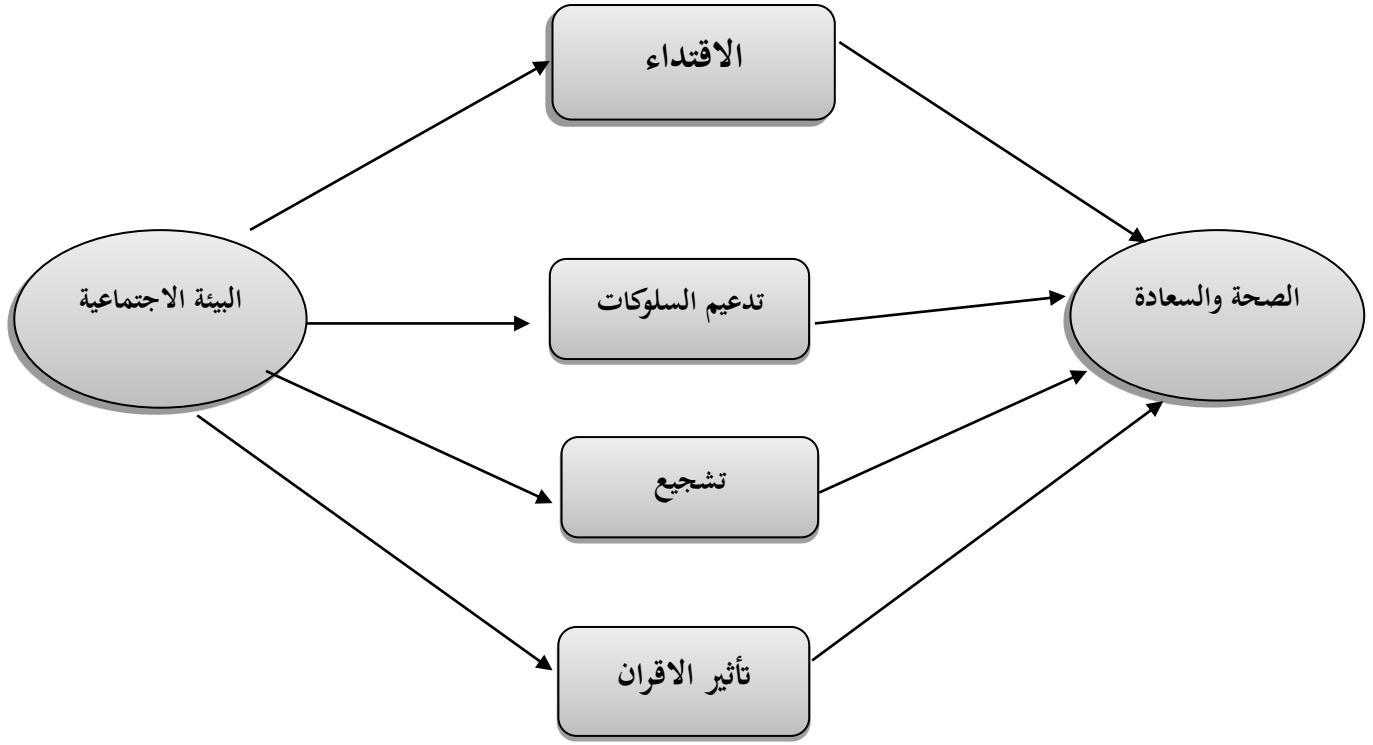 الاقتداء
البيئة الاجتماعية
تدعيم السلوكات
الصحة والسعادة
تشجيع
تأثير الاقران